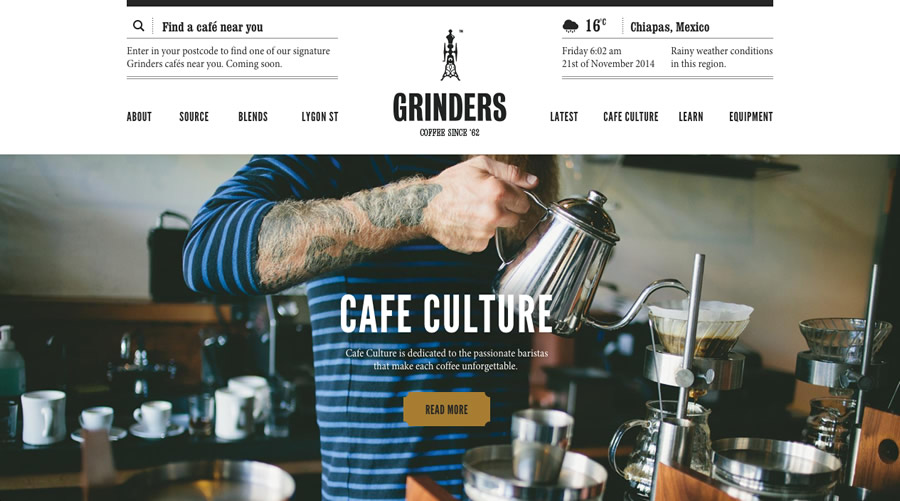 Find a café near you
Enter in your postcode to find one of our signature
Grinders cafés near you. Coming soon.
16°C
Chiapas, Mexico
Friday 6:02 am
21st of November 2014
Rainy weather conditions
in this region.
TM
GRINDERS
COFFEE SINCE '62
ABOUT
SOURCE
BLENDS
LYGON ST
LATEST
CAFE CULTURE
LEARN
EQUIPMENT
CAFE CULTURE
Cafe Culture is dedicated to the passionate baristas
that make each coffee unforgettable.
READ MORE